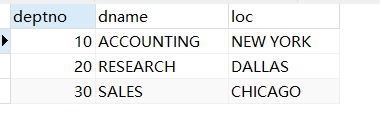 deptno dname loc
10 ACCOUNTING NEW YORK
20 RESEARCH DALLAS
30 SALES CHICAGO